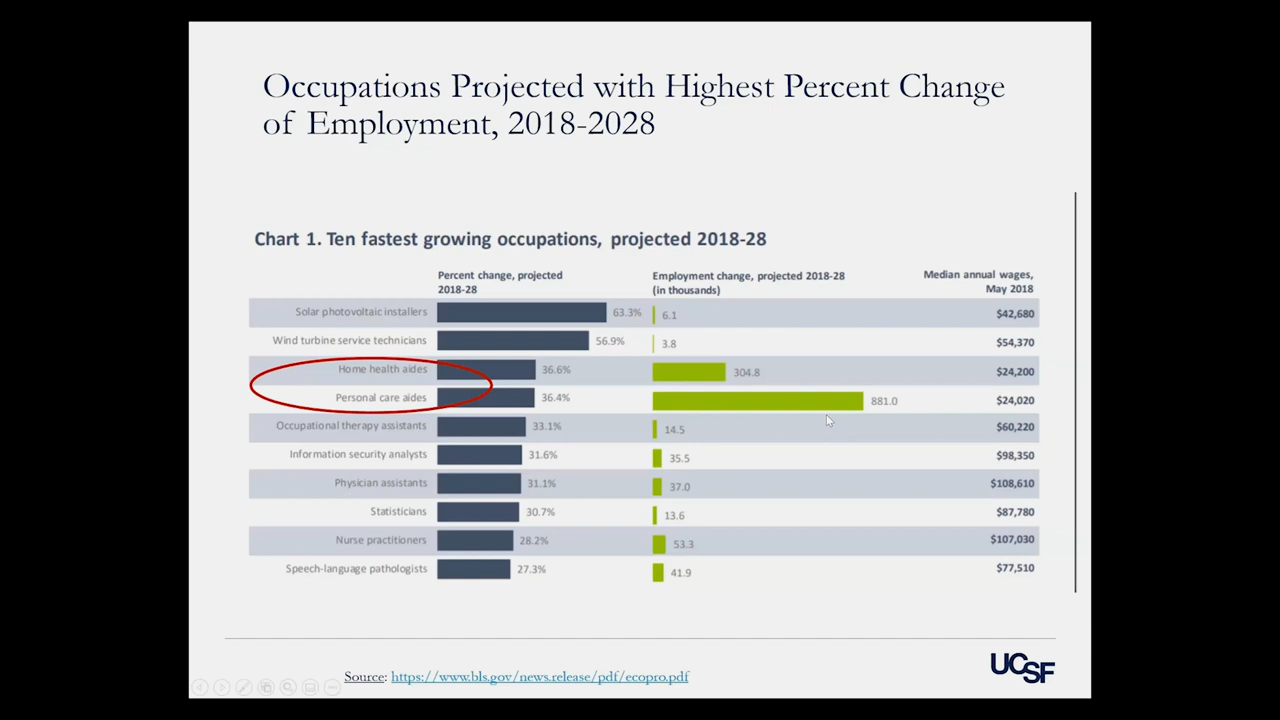 Occupations Projected with Highest Percent Change
of Employment, 2018-2028
Chart 1. Ten fastest growing occupations, projected 2018-28
Percent change, projected
2018-28
Employment change, projected 2018-28
(in thousands)
Median annual wages,
May 2018
Solar photovoltaic installers 63.3% 6.1 $42,680
Wind turbine service technicians 56.9% 3.8 $54,370
Home health aides 36.6% 304.8 $24,200
Personal care aides 36.4% 881.0 $24,020
Occupational therapy assistants 33.1% 14.5 $60,220
Information security analysts 31.6% 35.5 $98,350
Physician assistants 31.1% 37.0 $108,610
Statisticians 30.7% 13.6 $87,780
Nurse practitioners 28.2% 53.3 $107,030
Speech-language pathologists 27.3% 41.9 $77,510
UCSF
Source: https://www.bls.gov/news.release/pdf/ecopro.pdf